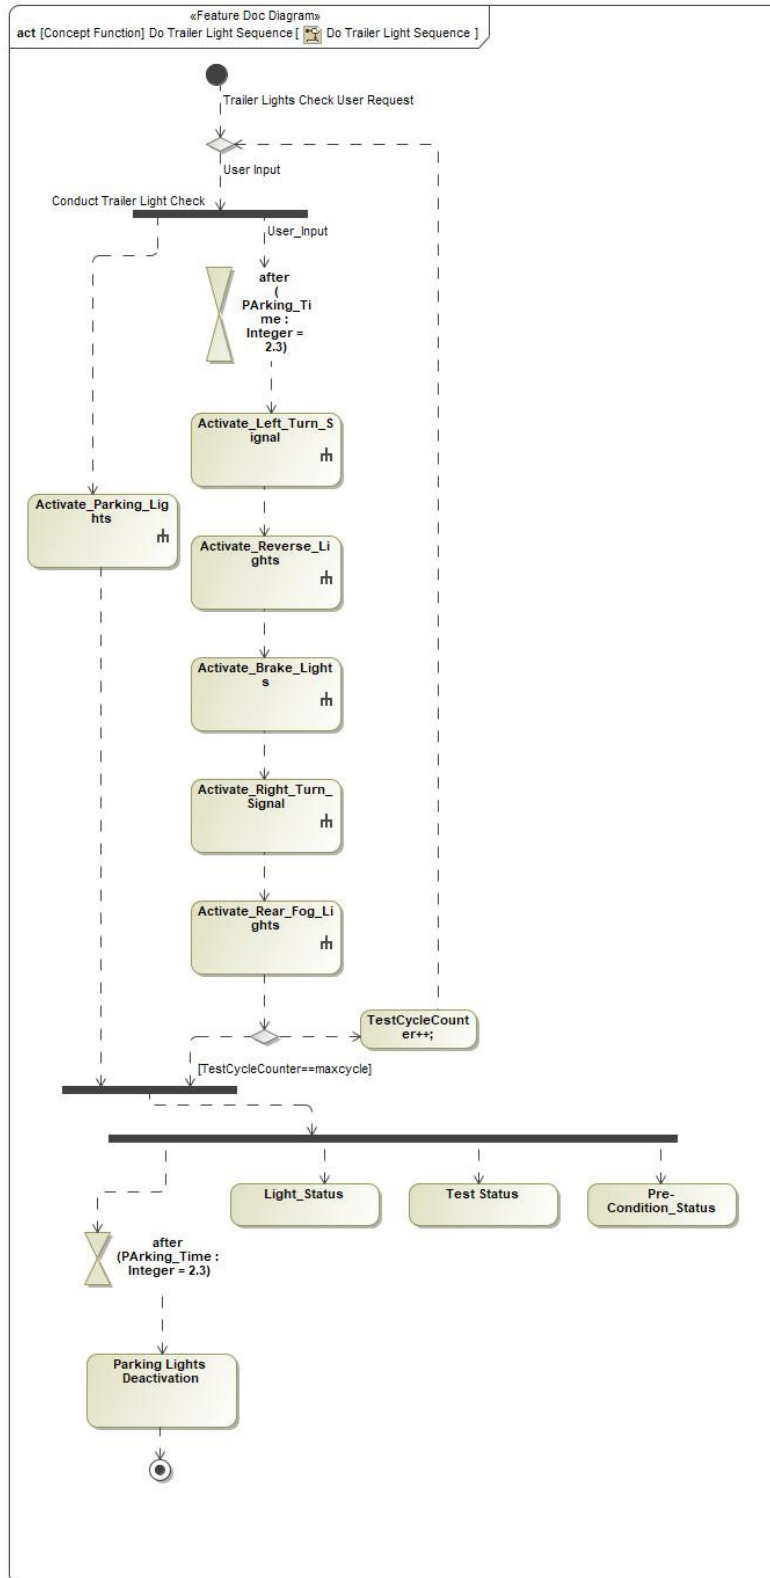 «Feature Doc Diagram»
act [Concept Function] Do Trailer Light Sequence [ Do Trailer Light Sequence ]
Trailer Lights Check User Request
User Input
Conduct Trailer Light Check
User_Input
after
(
PArking_Ti
me :
Integer =
2.3)
Activate_Left_Turn_S
ignal
Activate_Parking_Lig
hts
Activate_Reverse_Li
ghts
Activate_Brake_Light
s
Activate_Right_Turn_
Signal
Activate_Rear_Fog_Li
ghts
TestCycleCount
er++;
[TestCycleCounter==maxcycle]
Light_Status
Test Status
Pre-
Condition_Status
after
(PArking_Time :
Integer = 2.3)
Parking Lights
Deactivation